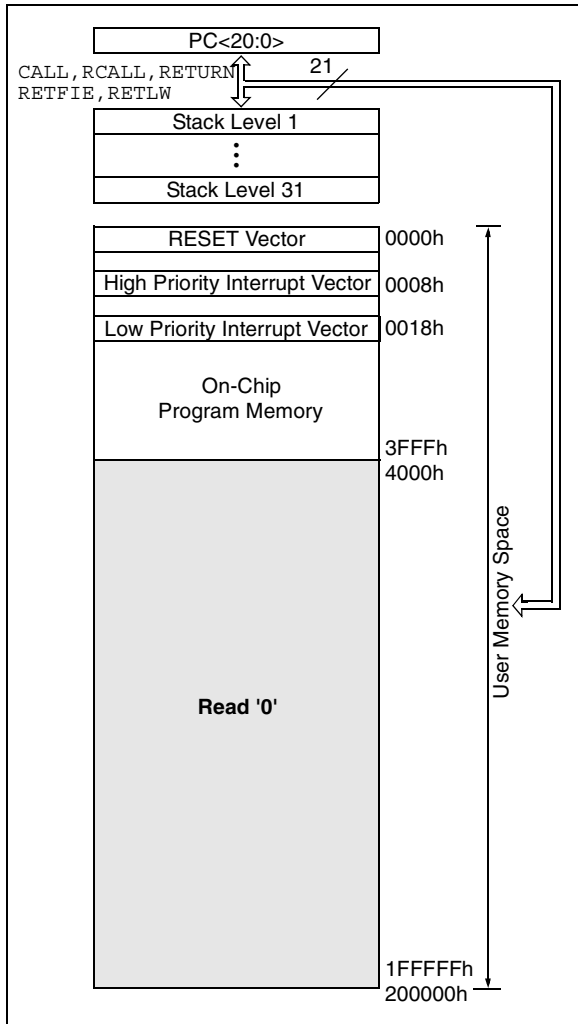 PC<20:0>
CALL,RCALL,RETURN
RETFIE,RETLW
21
Stack Level 1
Stack Level 31
RESET Vector
0000h
High Priority Interrupt Vector
0008h
Low Priority Interrupt Vector
0018h
On-Chip
Program Memory
3FFFh
4000h
User Memory Space
Read '0'
1FFFFFh
200000h